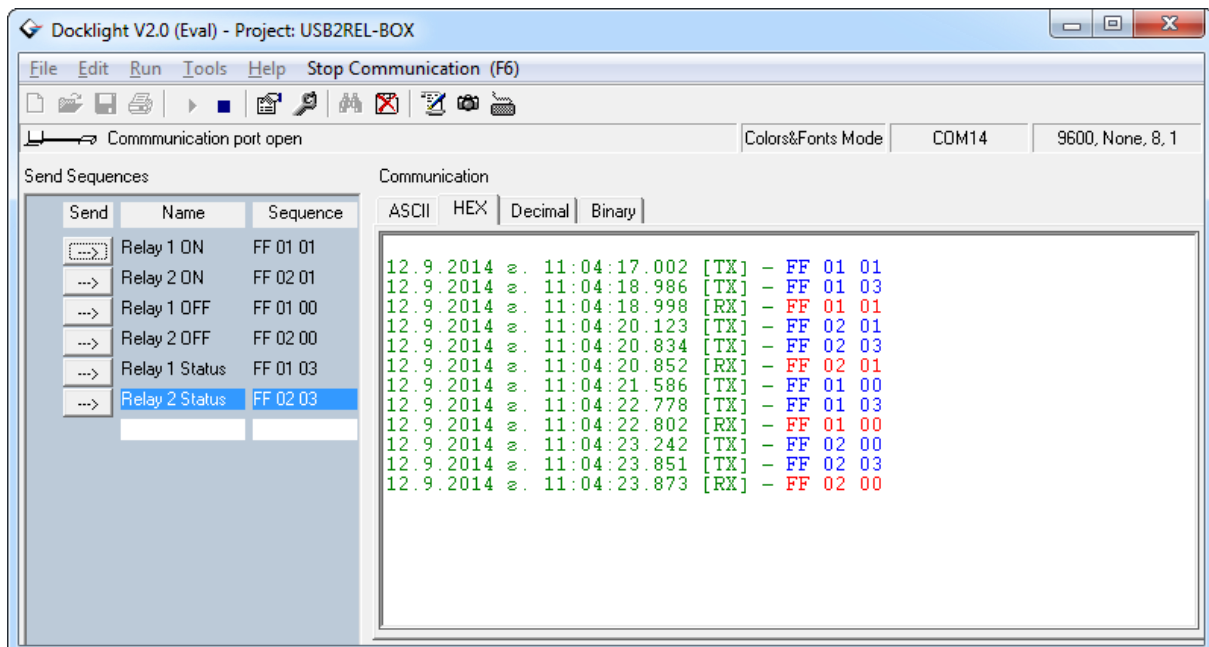 Docklight V2.0 (Eval) - Project: USB2REL-BOX
File Edit Run Tools Help Stop Communication (F6)
Commmunication port open Colors&Fonts Mode COM14 9600, None, 8, 1
Send Sequences
Send Name Sequence
---> Relay 1 ON FF 01 01
---> Relay 2 ON FF 02 01
---> Relay 1 OFF FF 01 00
---> Relay 2 OFF FF 02 00
---> Relay 1 Status FF 01 03
---> Relay 2 Status FF 02 03
Communication
ASCII HEX Decimal Binary
12.9.2014 г. 11:04:17.002 [TX] - FF 01 01
12.9.2014 г. 11:04:18.986 [TX] - FF 01 03
12.9.2014 г. 11:04:18.998 [RX] - FF 01 01
12.9.2014 г. 11:04:20.123 [TX] - FF 02 01
12.9.2014 г. 11:04:20.834 [TX] - FF 02 03
12.9.2014 г. 11:04:20.852 [RX] - FF 02 01
12.9.2014 г. 11:04:21.586 [TX] - FF 01 00
12.9.2014 г. 11:04:22.778 [TX] - FF 01 03
12.9.2014 г. 11:04:22.802 [RX] - FF 01 00
12.9.2014 г. 11:04:23.242 [TX] - FF 02 00
12.9.2014 г. 11:04:23.851 [TX] - FF 02 03
12.9.2014 г. 11:04:23.873 [RX] - FF 02 00